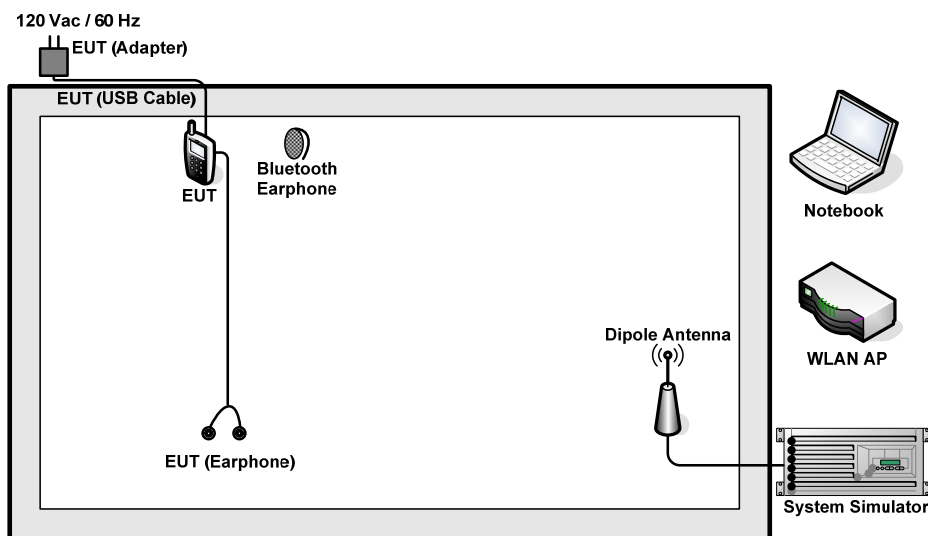 120 Vac / 60 Hz
EUT (Adapter)
EUT (USB Cable)
EUT
Bluetooth
Earphone
Notebook
WLAN AP
Dipole Antenna
EUT (Earphone)
System Simulator